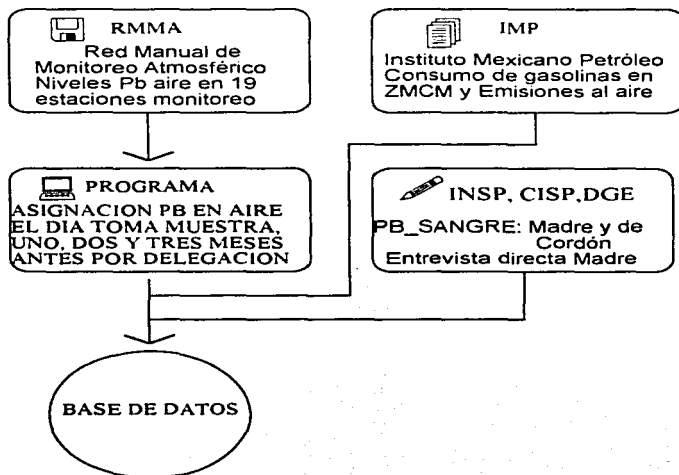 RMMA
Red Manual de
Monitoreo Atmosférico
Niveles Pb aire en 19
estaciones monitoreo
IMP
Instituto Mexicano Petróleo
Consumo de gasolinas en
ZMCM y Emisiones al aire
PROGRAMA
ASIGNACION PB EN AIRE
EL DIA TOMA MUESTRA,
UNO, DOS Y TRES MESES
ANTES POR DELEGACION
INSP, CISP,DGE
PB_SANGRE: Madre y de
Cordón
Entrevista directa Madre
BASE DE DATOS